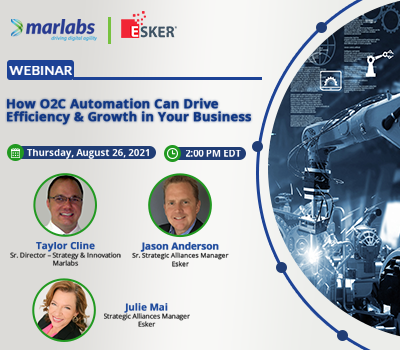 marlabs
driving digital agility
ESKER®
WEBINAR
How O2C Automation Can Drive
Efficiency & Growth in Your Business
Thursday, August 26, 2021
2:00 PM EDT
Taylor Cline
Sr. Director – Strategy & Innovation
Marlabs
Jason Anderson
Sr. Strategic Alliances Manager
Esker
Julie Mai
Strategic Alliances Manager
Esker